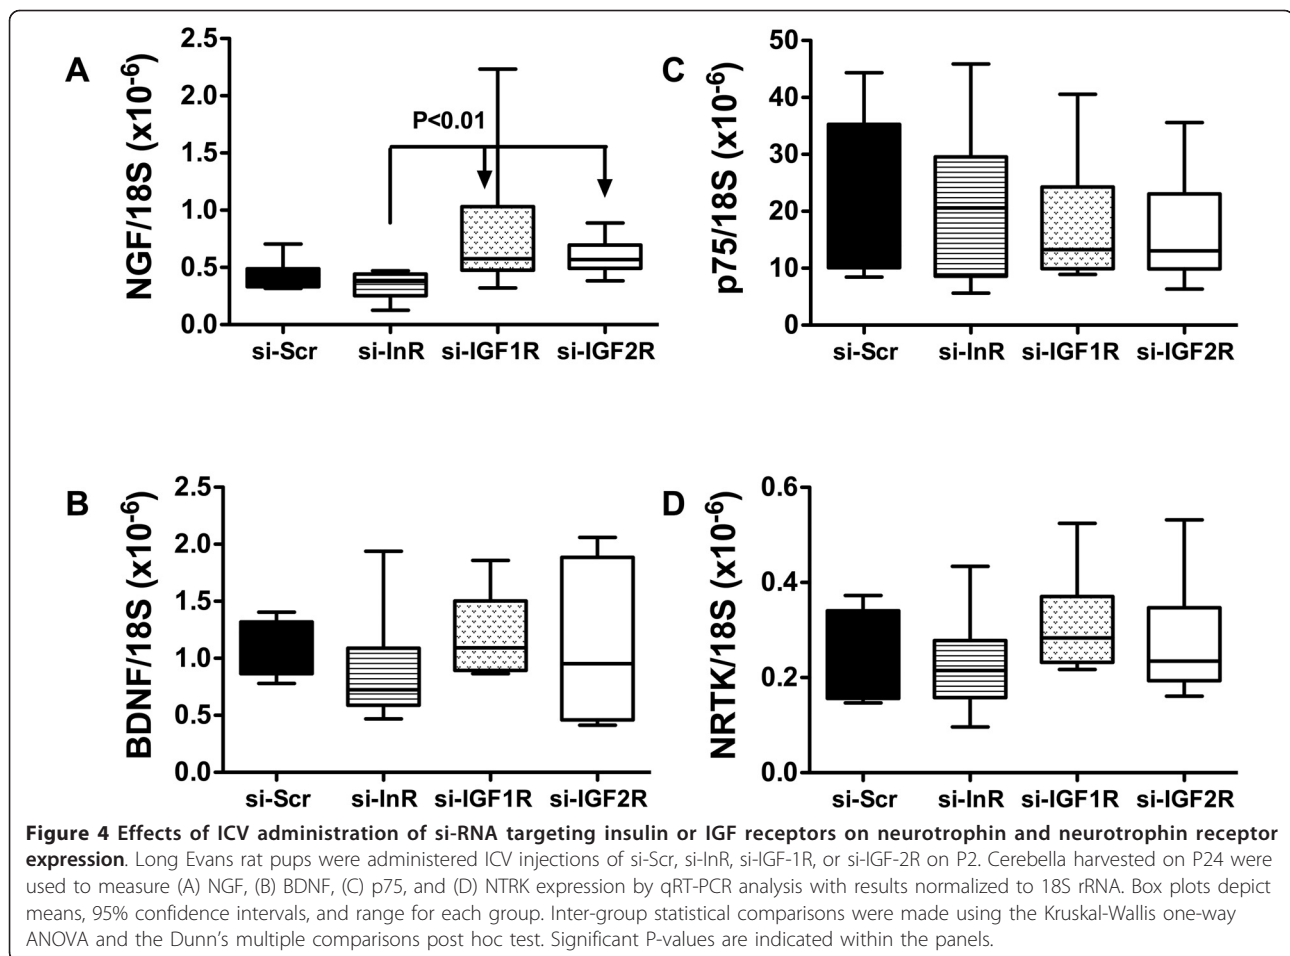 A
NGF/18S (x10-6)
2.5
2.0
1.5
1.0
0.5
0.0
P<0.01
si-Scr si-InR si-IGF1R si-IGF2R
C
p75/18S (x10-6)
50
40
30
20
10
0
si-Scr si-InR si-IGF1R si-IGF2R
B
BDNF/18S (x10-6)
2.5
2.0
1.5
1.0
0.5
0.0
si-Scr si-InR si-IGF1R si-IGF2R
D
NRTK/18S (x10-6)
0.6
0.4
0.2
0.0
si-Scr si-InR si-IGF1R si-IGF2R
Figure 4 Effects of ICV administration of si-RNA targeting insulin or IGF receptors on neurotrophin and neurotrophin receptor
expression. Long Evans rat pups were administered ICV injections of si-Scr, si-InR, si-IGF-1R, or si-IGF-2R on P2. Cerebella harvested on P24 were
used to measure (A) NGF, (B) BDNF, (C) p75, and (D) NTRK expression by qRT-PCR analysis with results normalized to 18S rRNA. Box plots depict
means, 95% confidence intervals, and range for each group. Inter-group statistical comparisons were made using the Kruskal-Wallis one-way
ANOVA and the Dunn's multiple comparisons post hoc test. Significant P-values are indicated within the panels.